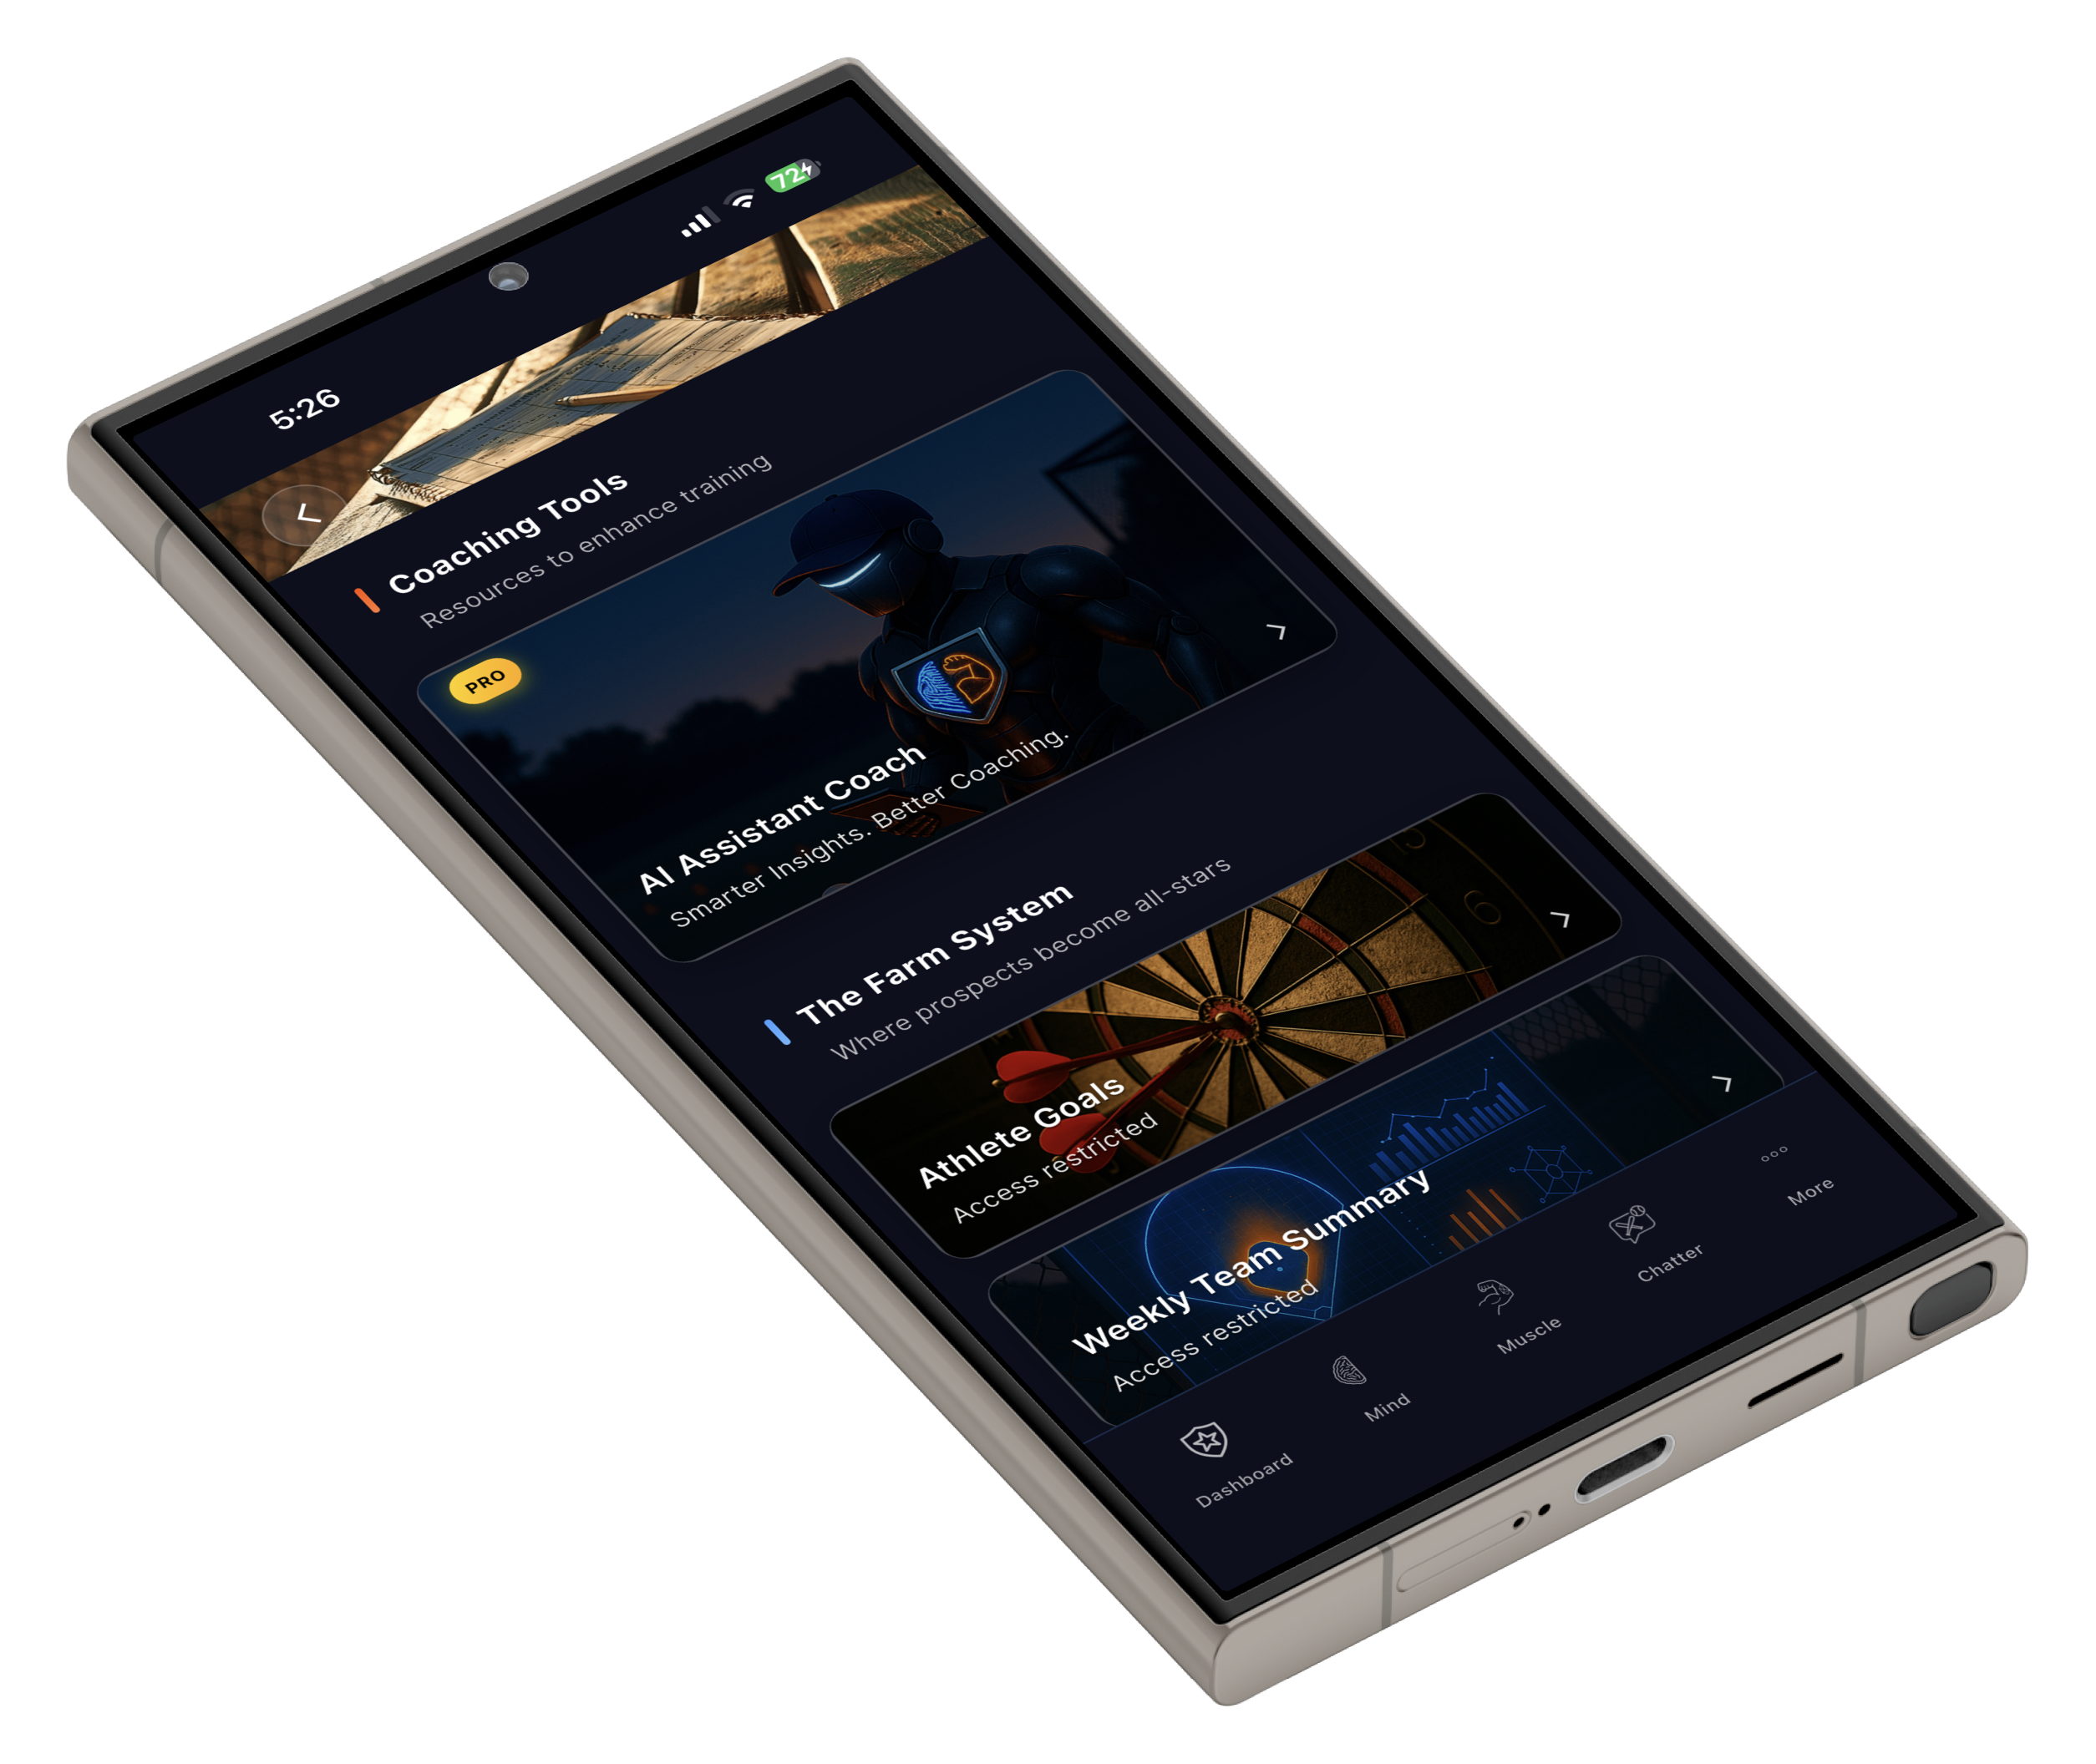 5:26
72
Coaching Tools
Resources to enhance training
PRO
AI Assistant Coach
Smarter Insights. Better Coaching.
The Farm System
Where prospects become all-stars
6
Athlete Goals
Access restricted
Weekly Team Summary
Access restricted
Dashboard
Mind
Muscle
Chatter
More